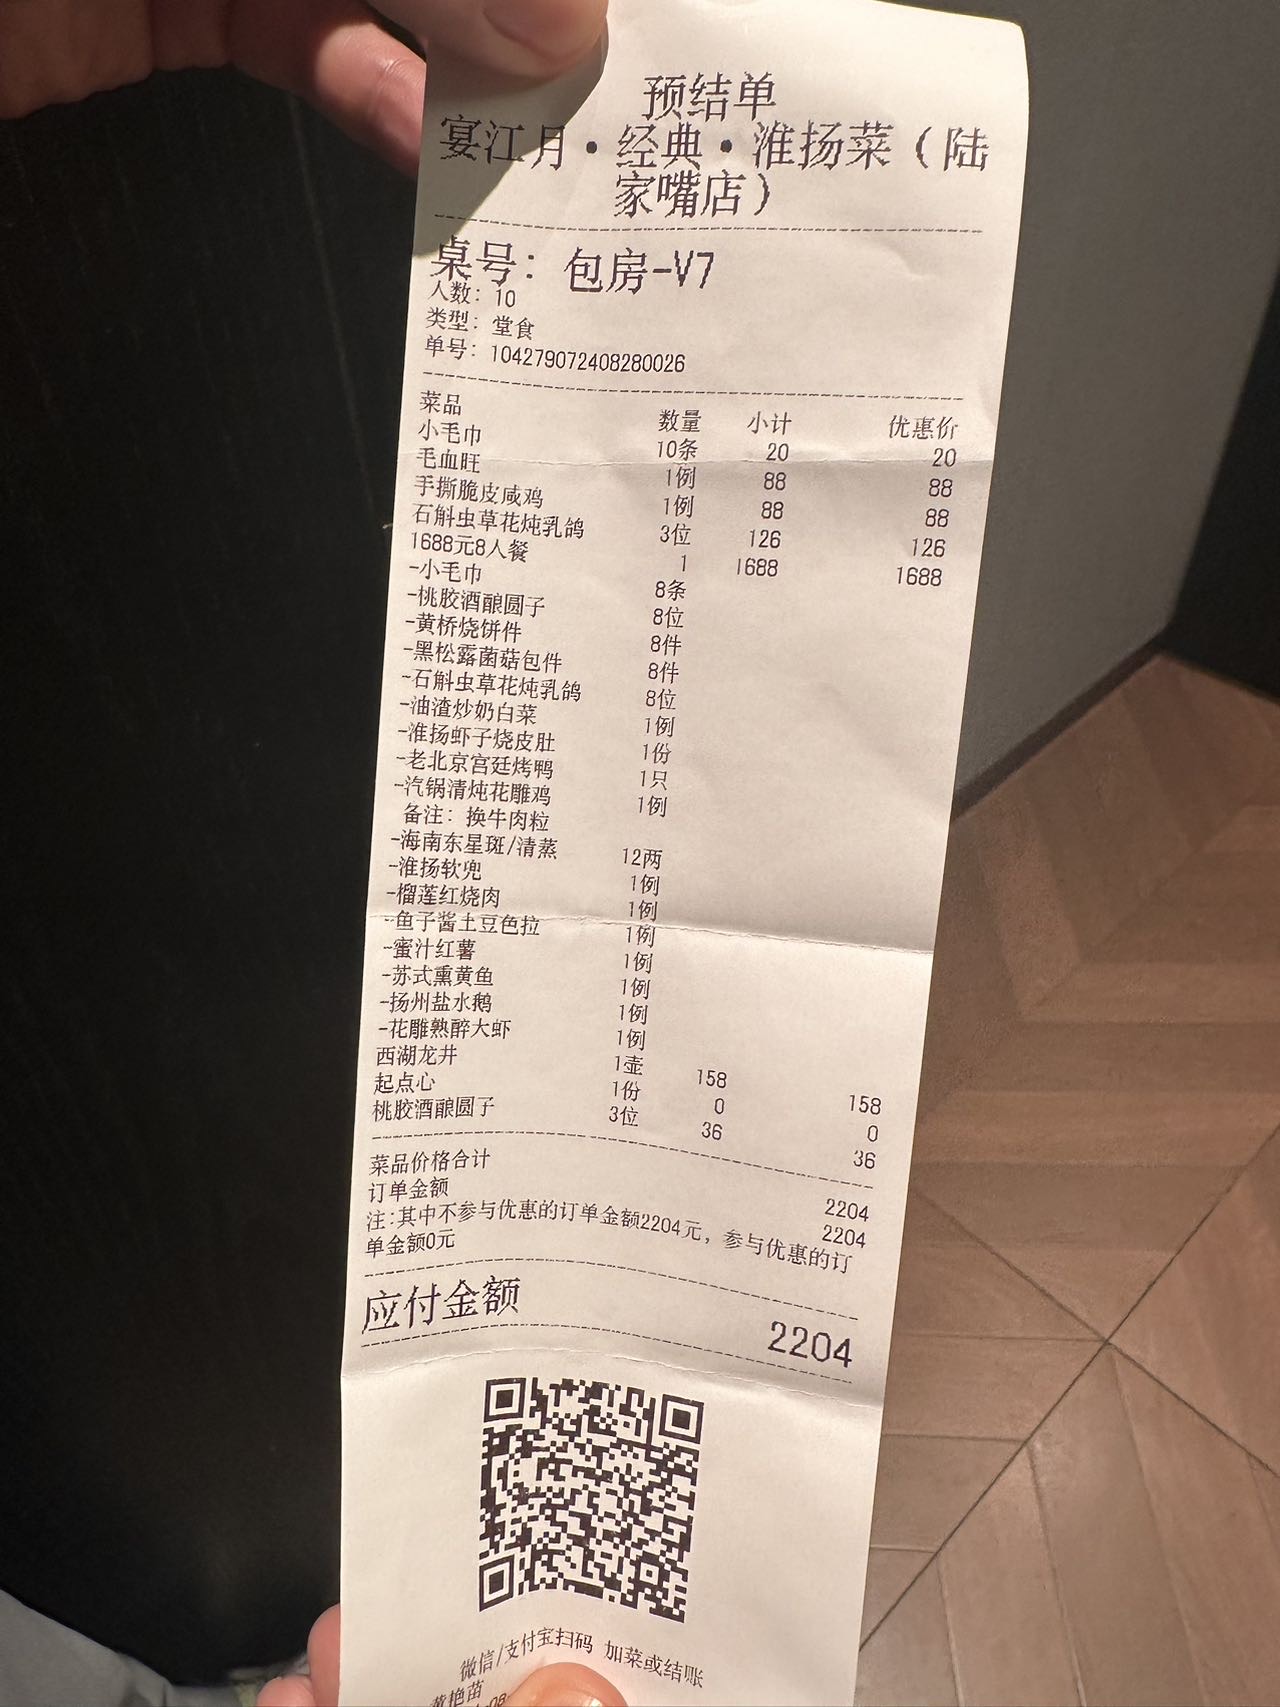 预结单
宴江月·经典·淮扬菜（陆
家嘴店）
桌号：包房-V7
人数：10
类型：堂食
单号：104279072408280026
菜品 数量 小计 优惠价
小毛巾 10条 20 20
毛血旺 1例 88 88
手撕脆皮咸鸡 1例 88 88
石斛虫草花炖乳鸽 3位 126 126
1688元8人餐 1 1688 1688
-小毛巾 8条
-桃胶酒酿圆子 8位
-黄桥烧饼件 8件
-黑松露菌菇包件 8件
-石斛虫草花炖乳鸽 8位
-油渣炒奶白菜 1例
-淮扬虾子烧皮肚 1份
-老北京宫廷烤鸭 1只
-汽锅清炖花雕鸡 1例
备注：换牛肉粒
-海南东星斑/清蒸 12两
-淮扬软兜 1例
-榴莲红烧肉 1例
-鱼子酱土豆色拉 1例
-蜜汁红薯 1例
-苏式熏黄鱼 1例
-扬州盐水鹅 1例
-花雕熟醉大虾 1例
西湖龙井 1壶 158 158
起点心 1份 0 0
桃胶酒酿圆子 3位 36 36
菜品价格合计 2204
订单金额 2204
注:其中不参与优惠的订单金额2204元，参与优惠的订
单金额0元
应付金额 2204
微信/支付宝扫码 加菜或结账
艳苗